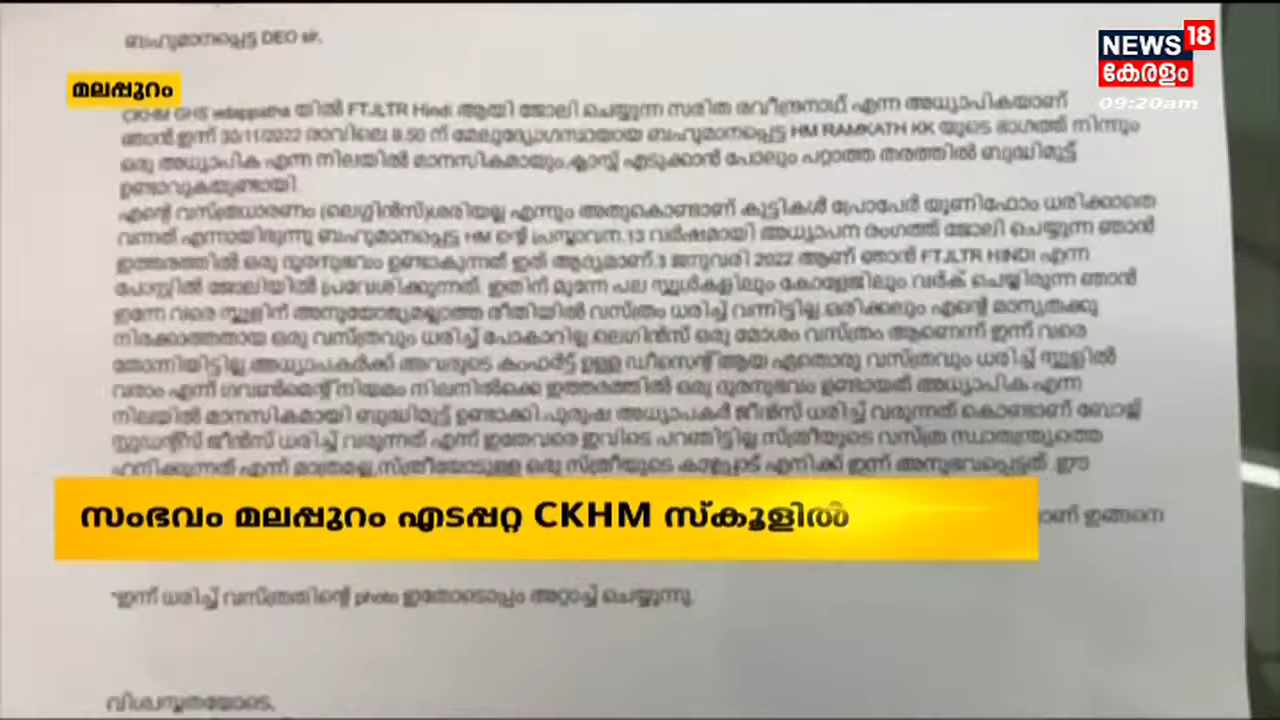 ബഹുമാനപ്പെട്ട DEO sir,
NEWS 18
കേരളം
09:20am
മലപ്പുറം
CKHM GHS edappatta യിൽ FTJLTR Hindi ആയി ജോലി ചെയ്യുന്ന സരിത രവീന്ദ്രനാഥ് എന്ന അധ്യാപികയാണ്
ഞാൻ.ഇന്ന് 30/11/2022 രാവിലെ 8.50 ന് മേലുദ്യോഗസ്ഥയായ ബഹുമാനപ്പെട്ട HM RAMKATH KK യുടെ ഭാഗത്ത് നിന്നും
ഒരു അധ്യാപിക എന്ന നിലയിൽ മാനസികമായും,ക്ലാസ്സ് എടുക്കാൻ പോലും പറ്റാത്ത തരത്തിൽ ബുദ്ധിമുട്ട്
ഉണ്ടാവുകയുണ്ടായി.
എന്റെ വസ്ത്രധാരണം (ലെഗ്ഗിൻസ്)ശരിയല്ല എന്നും അതുകൊണ്ടാണ് കുട്ടികൾ പ്രോപേർ യൂണിഫോം ധരിക്കാതെ
വന്നത് എന്നായിരുന്നു ബഹുമാനപ്പെട്ട HM ന്റെ പ്രസ്താവന.13 വർഷമായി അധ്യാപന രംഗത്ത് ജോലി ചെയ്യുന്ന ഞാൻ
ഇത്തരത്തിൽ ഒരു ദുരനുഭവം ഉണ്ടാകുന്നത് ഇത് ആദ്യമാണ്.3 ജനുവരി 2022 ആണ് ഞാൻ FTJLTR HINDI എന്ന
പോസ്റ്റിൽ ജോലിയിൽ പ്രവേശിക്കുന്നത്. ഇതിന് മുന്നേ പല സ്കൂൾകളിലും കോളേജിലും വർക് ചെയ്തിരുന്ന ഞാൻ
ഇന്നേ വരെ സ്കൂളിന് അനുയോജ്യമല്ലാത്ത രീതിയിൽ വസ്ത്രം ധരിച്ച് വന്നിട്ടില്ല.ഒരിക്കലും എന്റെ മാന്യതക്കു
നിരക്കാത്തതായ ഒരു വസ്ത്രവും ധരിച്ച് പോകാറില്ല.ലെഗിൻസ് ഒരു മോശം വസ്ത്രം ആണെന്ന് ഇന്ന് വരെ
തോന്നിയിട്ടില്ല.അധ്യാപകർക്ക് അവരുടെ കംഫർട്ട് ഉള്ള ഡീസെന്റ് ആയ ഏതൊരു വസ്ത്രവും ധരിച്ച് സ്കൂളിൽ
വരാം എന്ന് ഗവൺമെന്റ് നിയമം നിലനിൽക്കെ ഇത്തരത്തിൽ ഒരു ദുരനുഭവം ഉണ്ടായത് അധ്യാപിക എന്ന
നിലയിൽ മാനസികമായി ബുദ്ധിമുട്ട് ഉണ്ടാക്കി.പുരുഷ അധ്യാപകർ ജീൻസ് ധരിച്ച് വരുന്നത് കൊണ്ടാണ് ബോയ്സ്
സ്റ്റുഡന്റ്സ് ജീൻസ് ധരിച്ച് വരുന്നത് എന്ന് ഇതേവരെ ഇവിടെ പറഞ്ഞിട്ടില്ല.സ്ത്രീയുടെ വസ്ത്ര സ്വാതന്ത്ര്യത്തെ
ഹനിക്കുന്നത് എന്ന് മാത്രമല്ല,സ്ത്രീയോടുള്ള ഒരു സ്ത്രീയുടെ കാഴ്ചപ്പാട് എനിക്ക് ഇന്ന് അനുഭവപ്പെട്ടത്. ഈ
ഇങ്ങനെ
സംഭവം മലപ്പുറം എടപ്പറ്റ CKHM സ്കൂളിൽ
*ഇന്ന് ധരിച്ച് വസ്ത്രതിന്റെ photo ഇതോടൊപ്പം അറ്റാച്ച് ചെയ്യുന്നു.
വിശ്വസ്തതയോടെ,